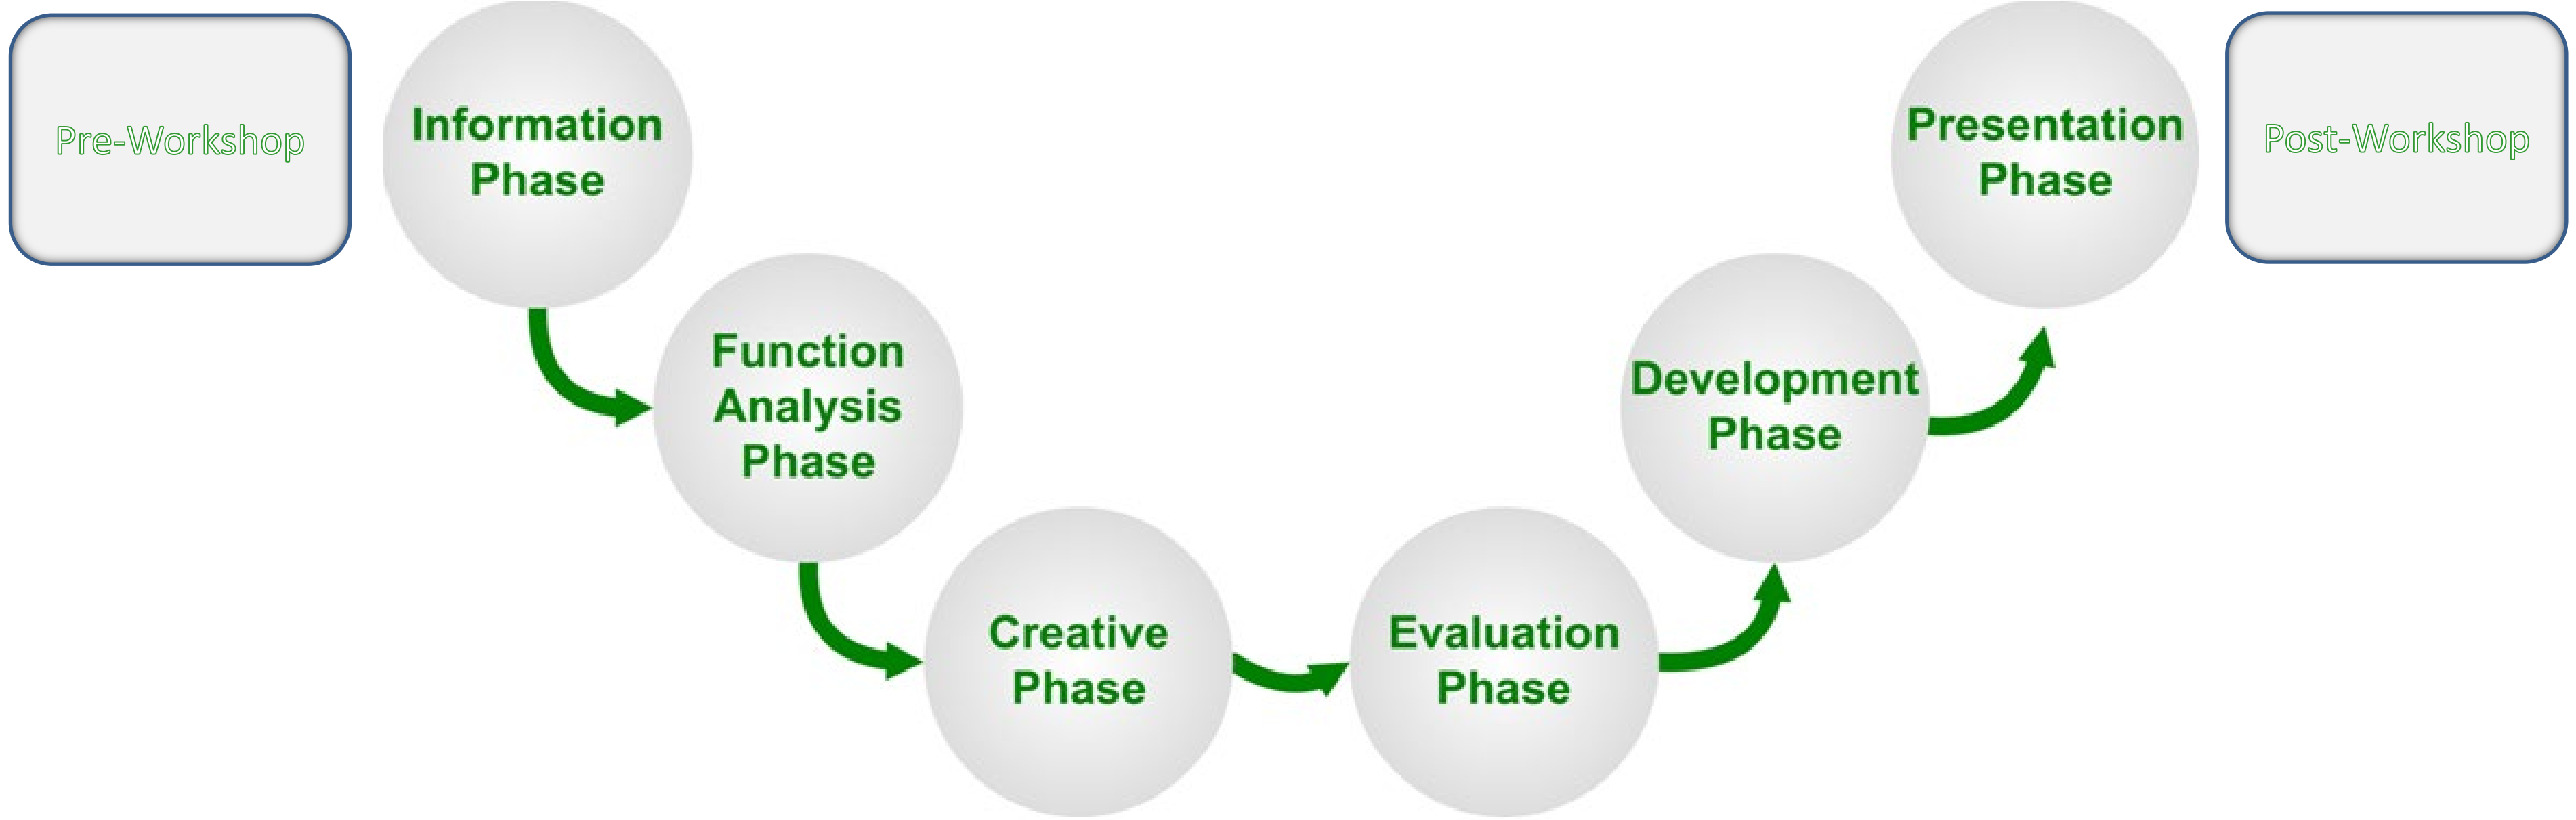 Pre-Workshop
Information
Phase
Function
Analysis
Phase
Creative
Phase
Evaluation
Phase
Development
Phase
Presentation
Phase
Post-Workshop